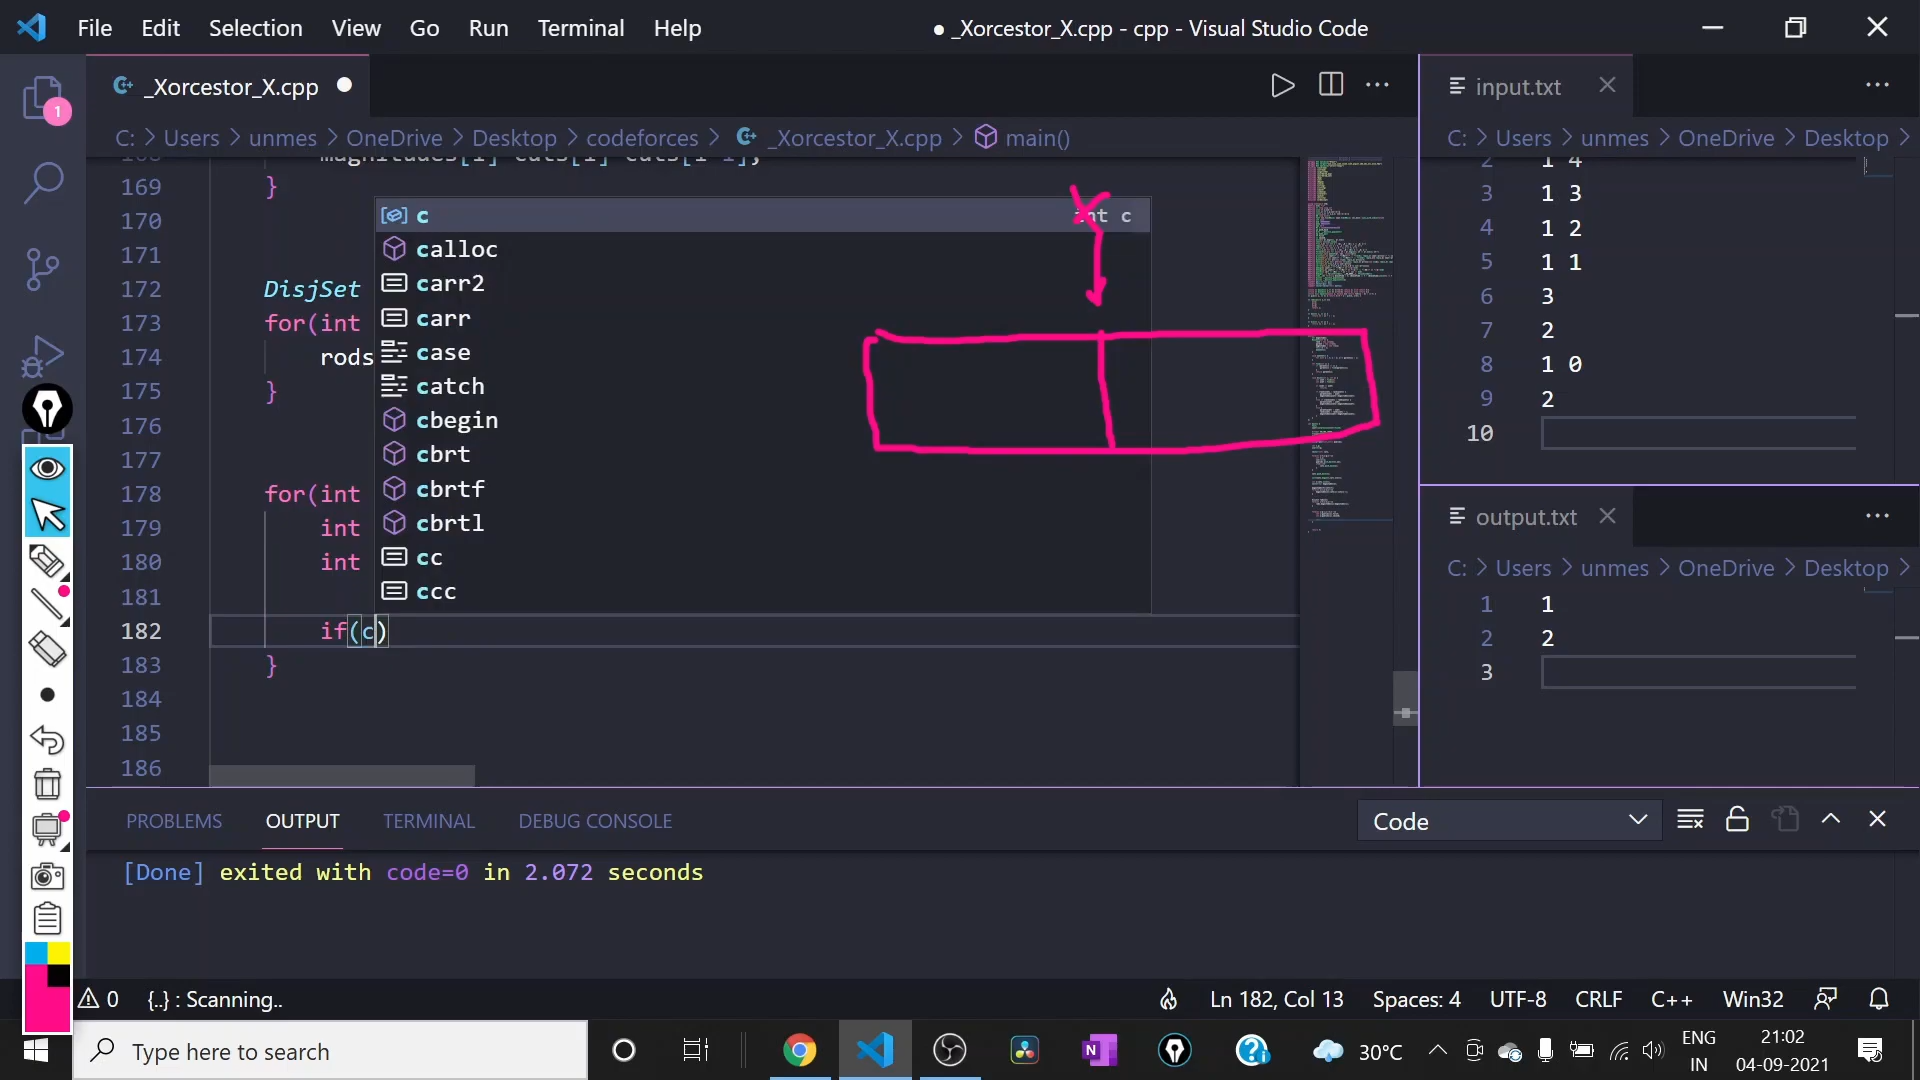 File Edit Selection View Go Run Terminal Help
● _Xorcestor_X.cpp - cpp - Visual Studio Code
_Xorcestor_X.cpp
input.txt
C: > Users > unmes > OneDrive > Desktop > codeforces > _Xorcestor_X.cpp > main()
C: > Users > unmes > OneDrive > Desktop >
169 }
170
171
172 DisjSet
173 for(int
174 rods
175 }
176
177
178 for(int
179 int
180 int
181
182 if(c)
183 }
184
185
186
c int c
calloc
carr2
carr
case
catch
cbegin
cbrt
cbrtf
cbrtl
cc
ccc
2 1 4
3 1 3
4 1 2
5 1 1
6 3
7 2
8 1 0
9 2
10
output.txt
C: > Users > unmes > OneDrive > Desktop >
1 1
2 2
3
PROBLEMS OUTPUT TERMINAL DEBUG CONSOLE
Code
[Done] exited with code=0 in 2.072 seconds
0 {..} : Scanning..
Ln 182, Col 13 Spaces: 4 UTF-8 CRLF C++ Win32
Type here to search
30°C
ENG
IN
21:02
04-09-2021
1